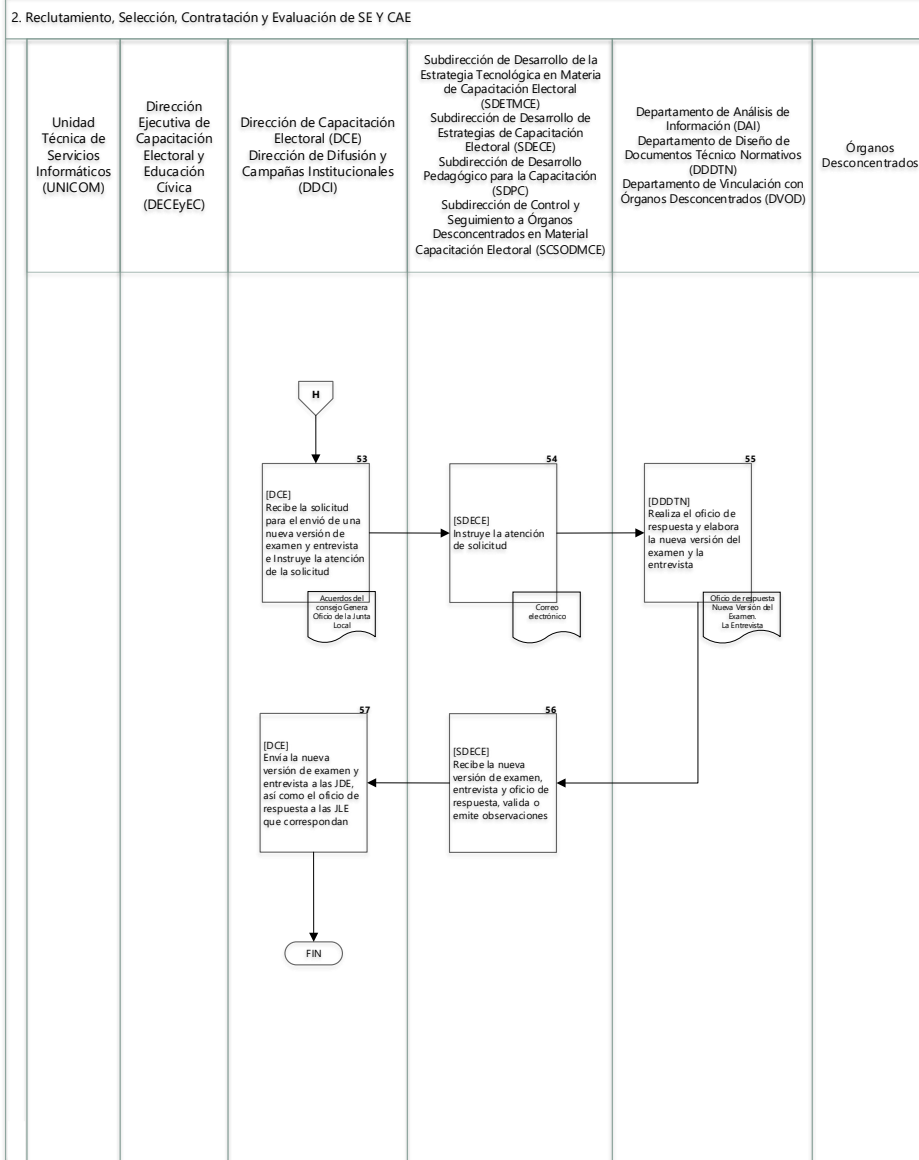 2. Reclutamiento, Selección, Contratación y Evaluación de SE Y CAE
Unidad
Técnica de
Servicios
Informáticos
(UNICOM)
Dirección
Ejecutiva de
Capacitación
Electoral y
Educación
Cívica
(DECEyEC)
Dirección de Capacitación
Electoral (DCE)
Dirección de Difusión y
Campañas Institucionales
(DDCI)
Subdirección de Desarrollo de la
Estrategia Tecnológica en Materia
de Capacitación Electoral
(SDETMCE)
Subdirección de Desarrollo de
Estrategias de Capacitación
Electoral (SDECE)
Subdirección de Desarrollo
Pedagógico para la Capacitación
(SDPC)
Subdirección de Control y
Seguimiento a Órganos
Desconcentrados en Material
Capacitación Electoral (SCSODMCE)
Departamento de Análisis de
Información (DAI)
Departamento de Diseño de
Documentos Técnico Normativos
(DDDTN)
Departamento de Vinculación con
Órganos Desconcentrados (DVOD)
Órganos
Desconcentrados
H
53
[DCE]
Recibe la solicitud
para el envió de una
nueva versión de
examen y entrevista
e Instruye la atención
de la solicitud
Acuerdos del
consejo Genera
Oficio de la Junta
Local
54
[SDECE]
Instruye la atención
de solicitud
Correo
electrónico
55
[DDDTN]
Realiza el oficio de
respuesta y elabora
la nueva versión del
examen y la
entrevista
Oficio de respuesta
Nueva Versión del
Examen.
La Entrevista
57
[DCE]
Envía la nueva
versión de examen y
entrevista a las JDE,
así como el oficio de
respuesta a las JLE
que correspondan
56
[SDECE]
Recibe la nueva
versión de examen,
entrevista y oficio de
respuesta, valida o
emite observaciones
FIN